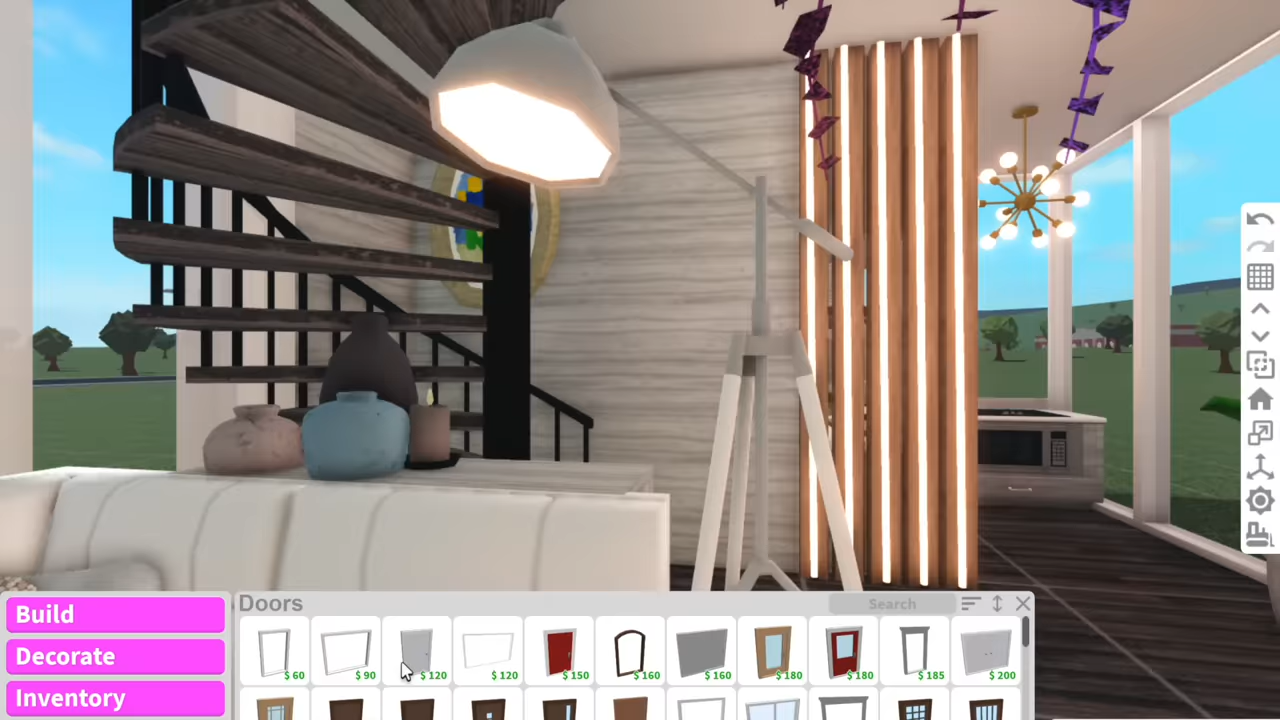 Build
Decorate
Inventory
Doors
Search
$ 60
$ 90
$ 120
$ 120
$ 150
$ 160
$ 160
$ 180
$ 180
$ 185
$ 200